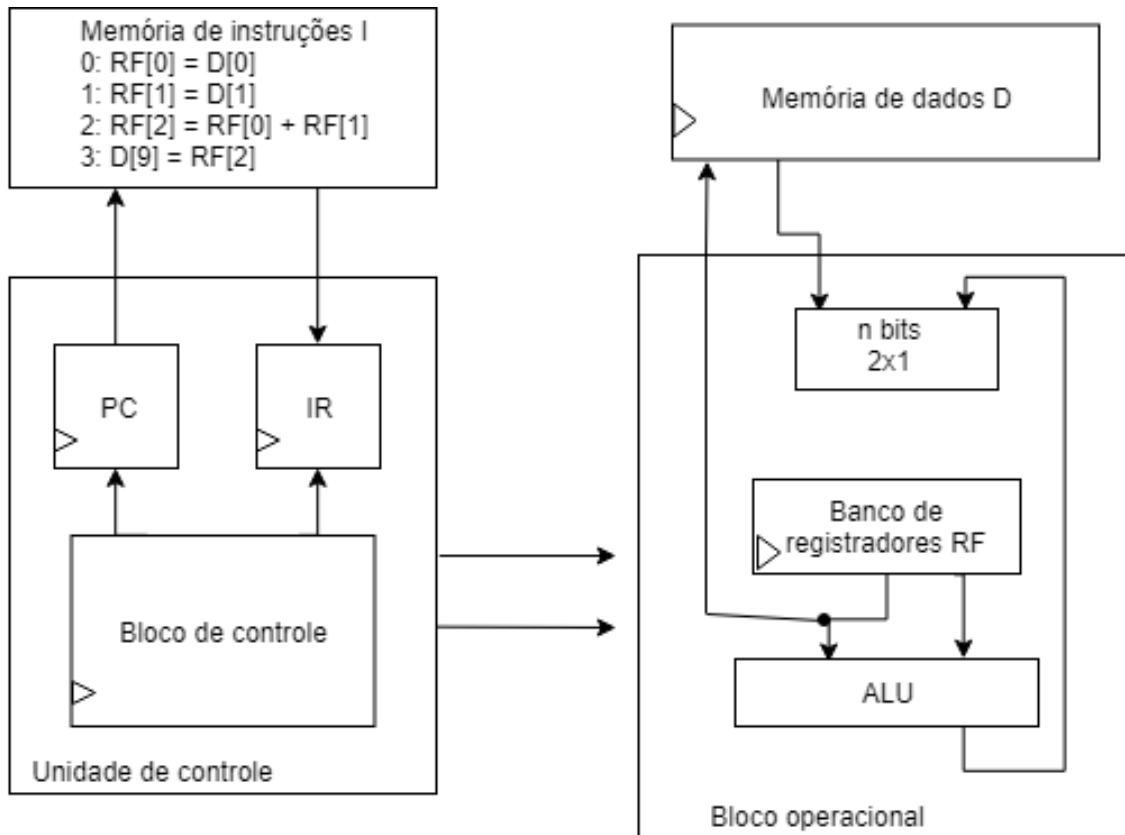 Memória de instruções I
0: RF[0] = D[0]
1: RF[1] = D[1]
2: RF[2] = RF[0] + RF[1]
3: D[9] = RF[2]
PC
IR
Bloco de controle
Unidade de controle
Memória de dados D
n bits
2x1
Banco de
registradores RF
ALU
Bloco operacional